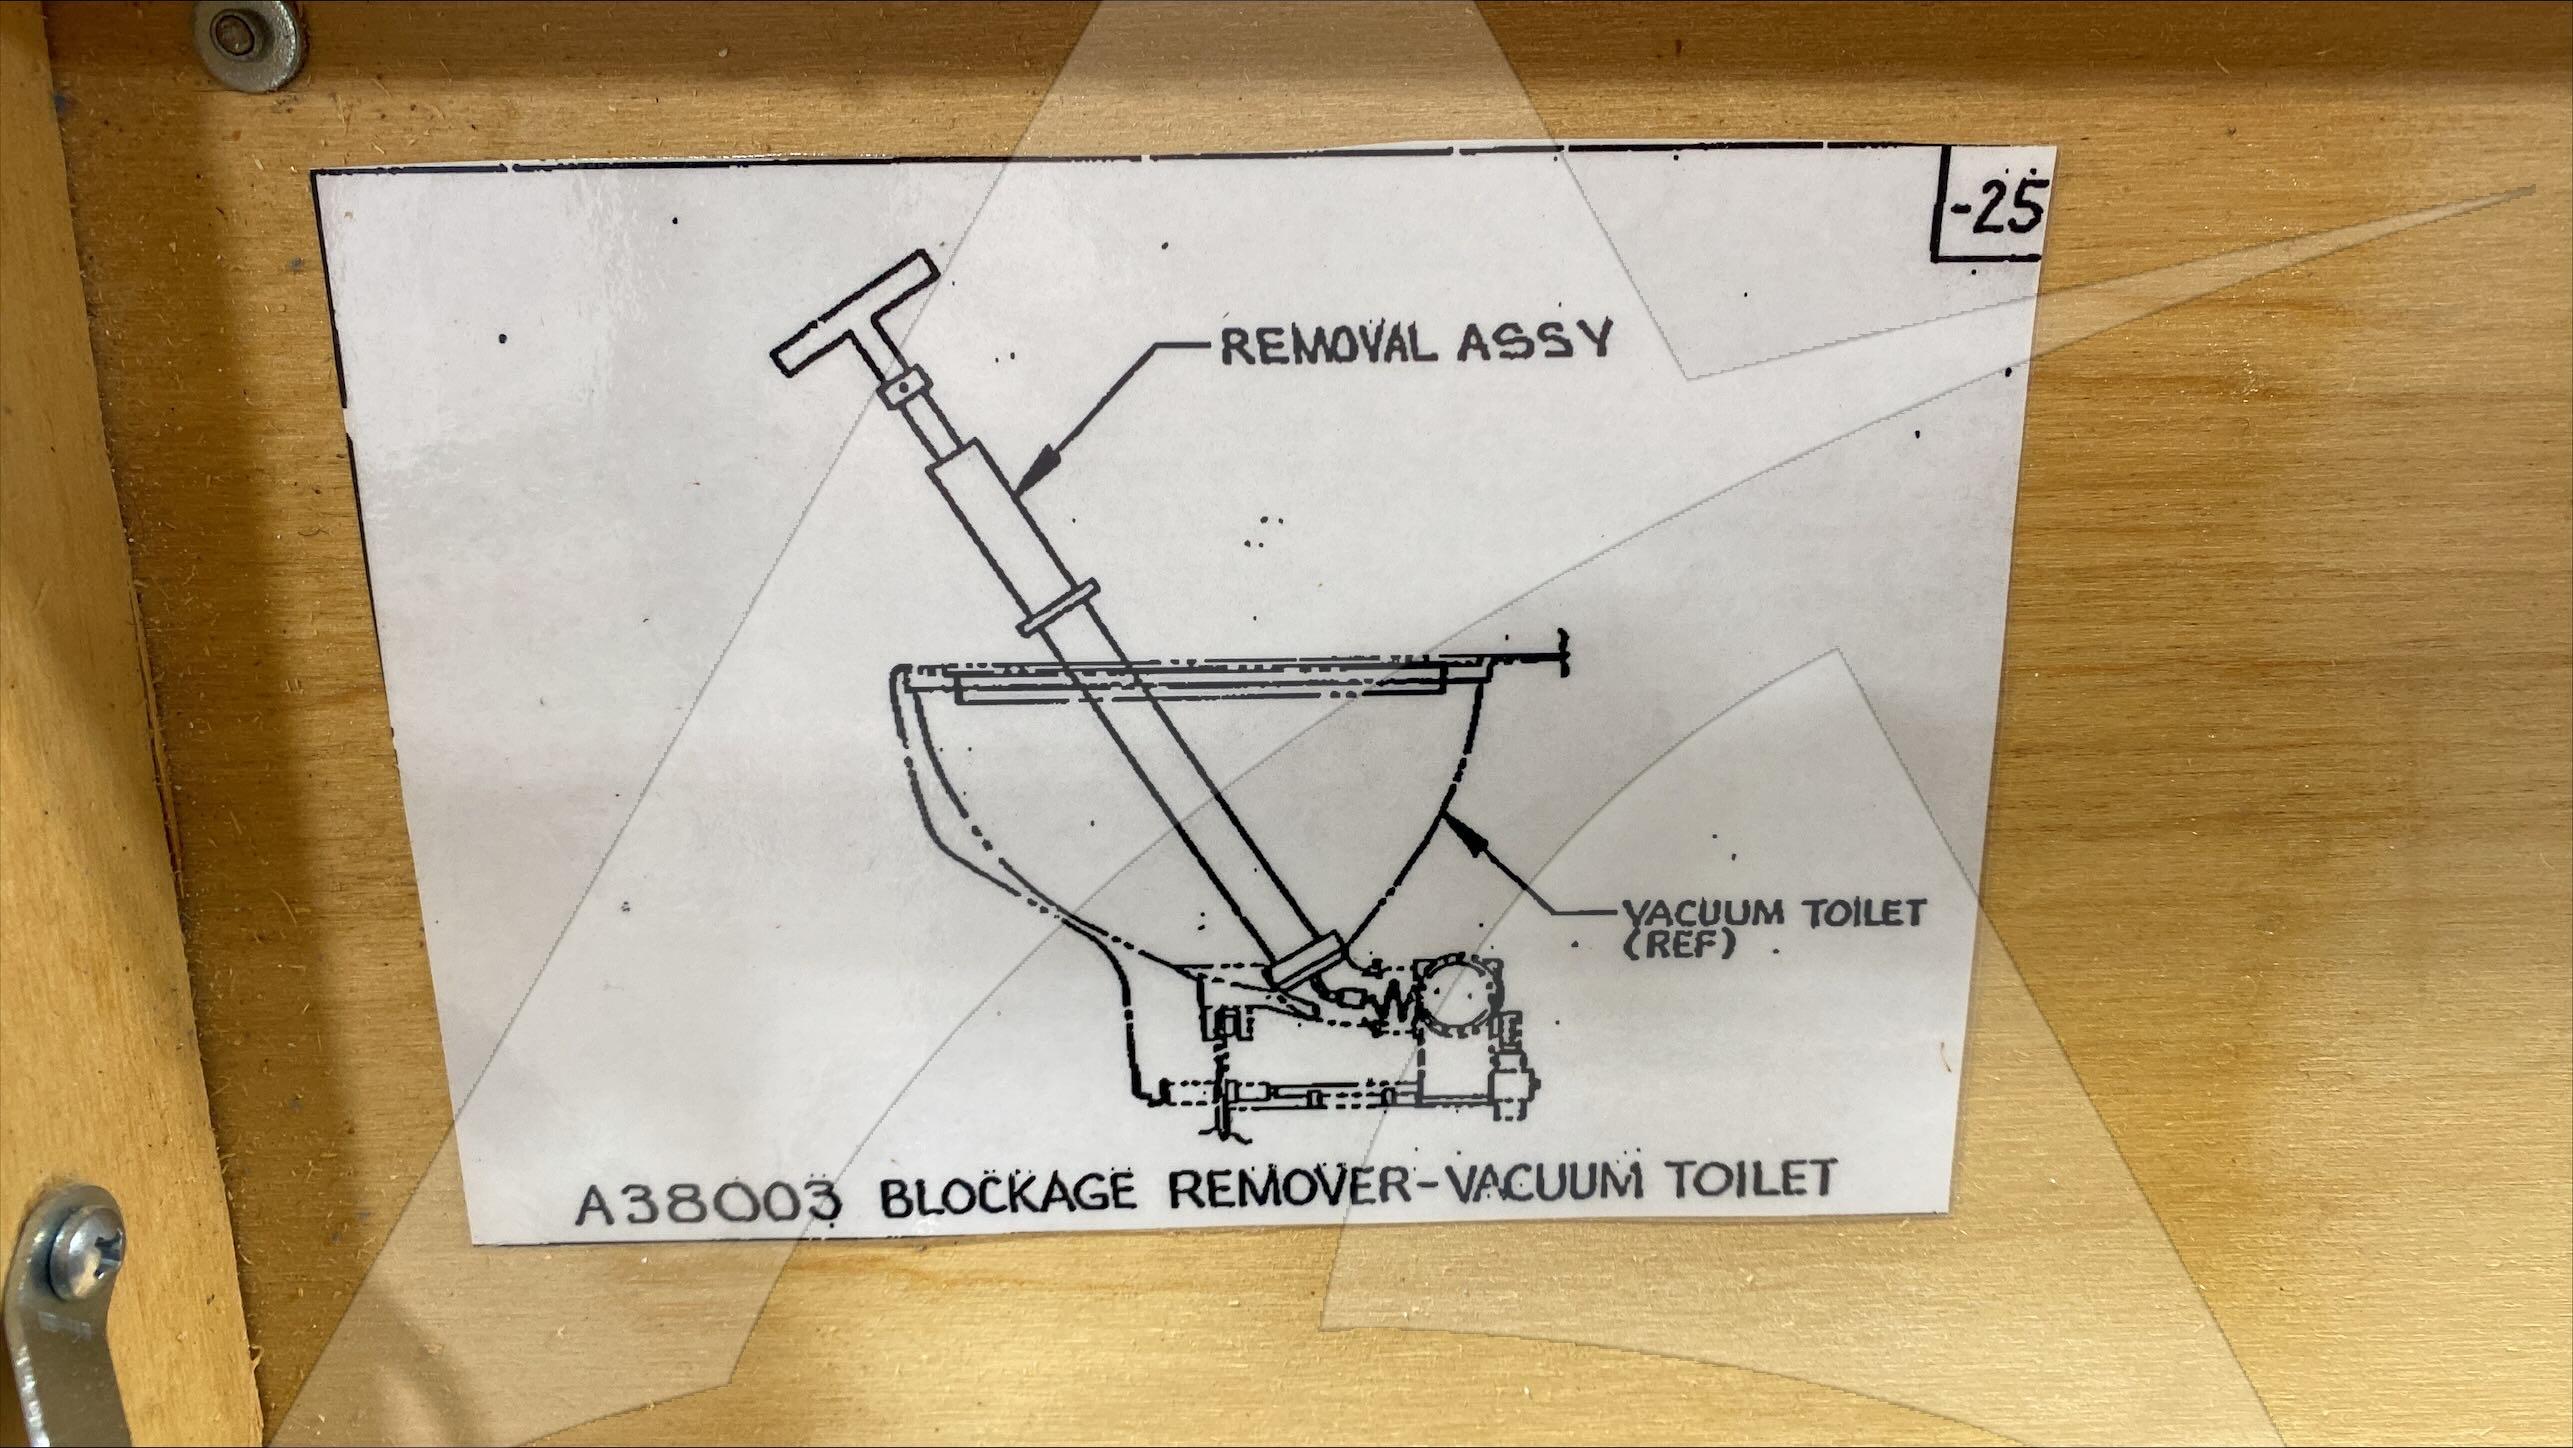 -25
REMOVAL ASSY
VACUUM TOILET
(REF)
A38003 BLOCKAGE REMOVER-VACUUM TOILET